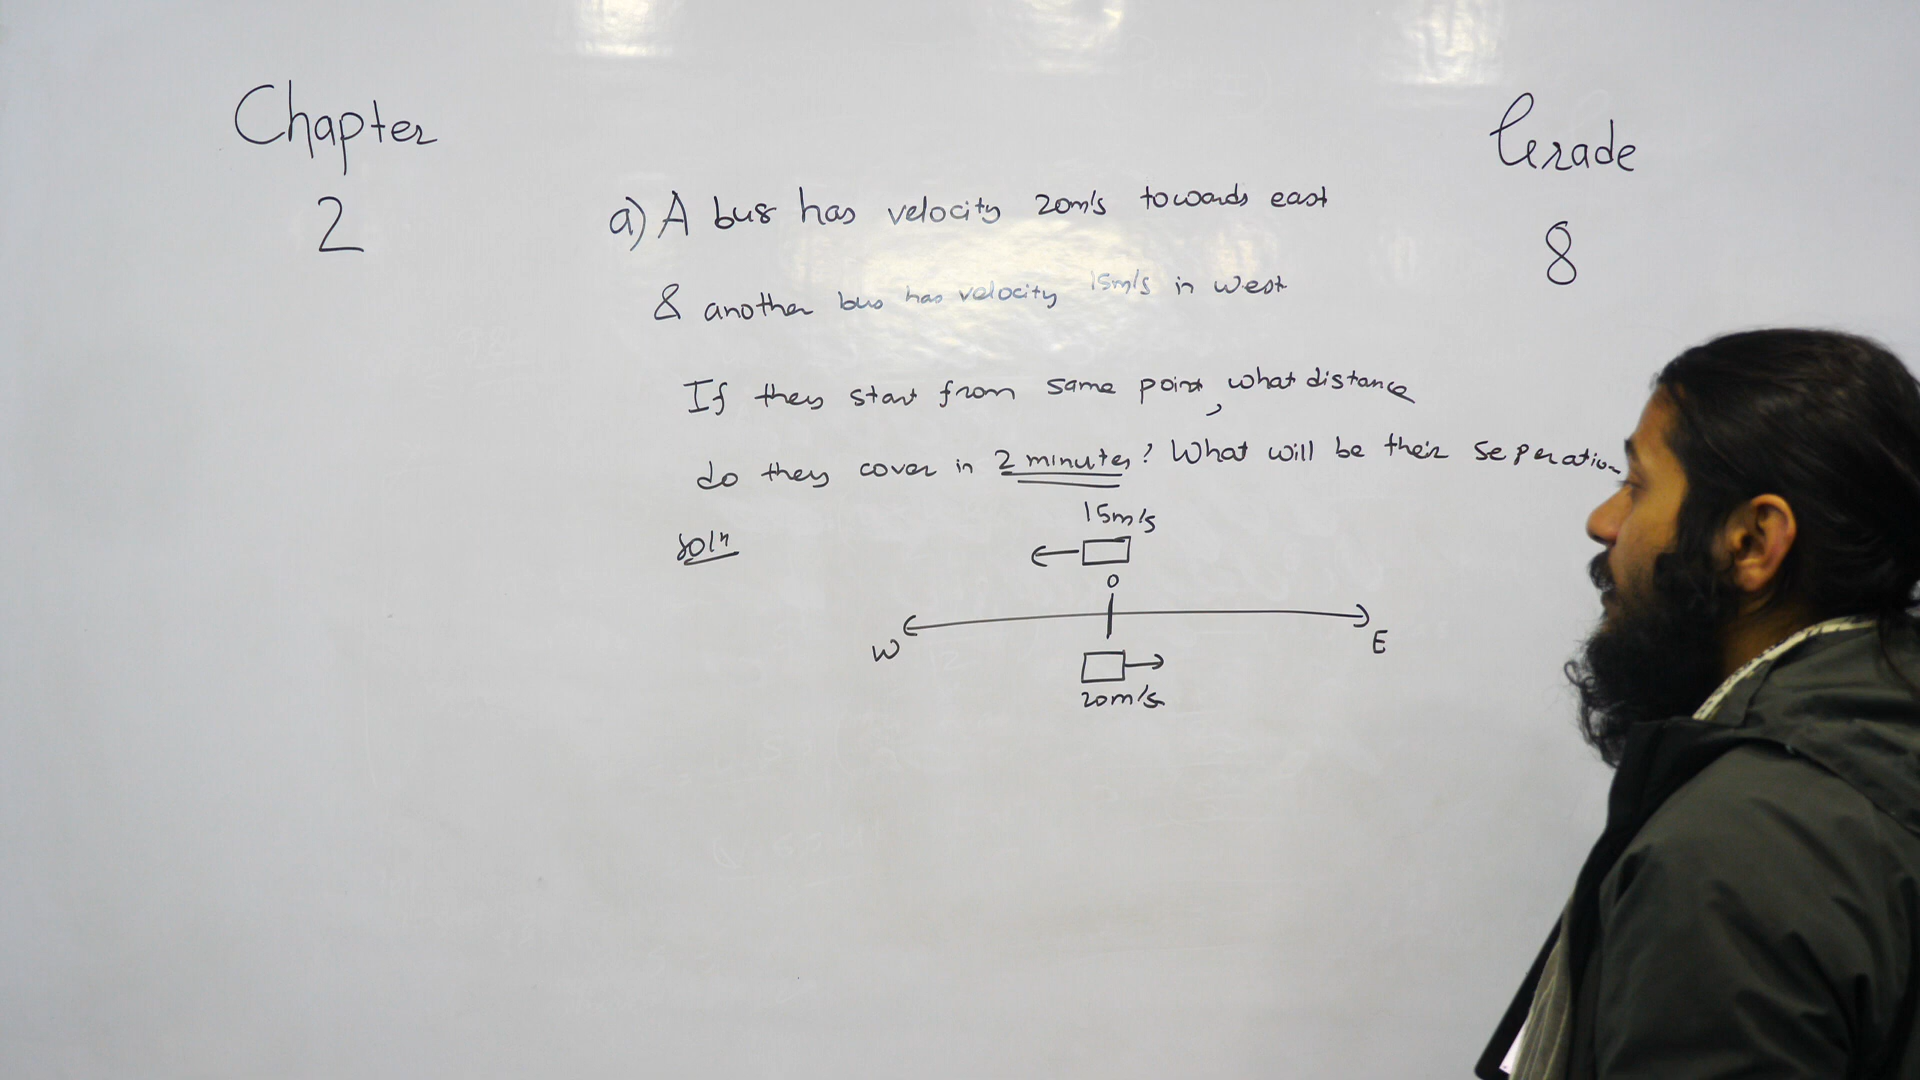 Chapter
2
Grade
8
a) A bus has velocity 20m/s towards east
& another bus has velocity 15m/s in west
If they start from same point, what distance
do they cover in 2 minutes? What will be their seperation
soln
15m/s
O
W
E
20m/s